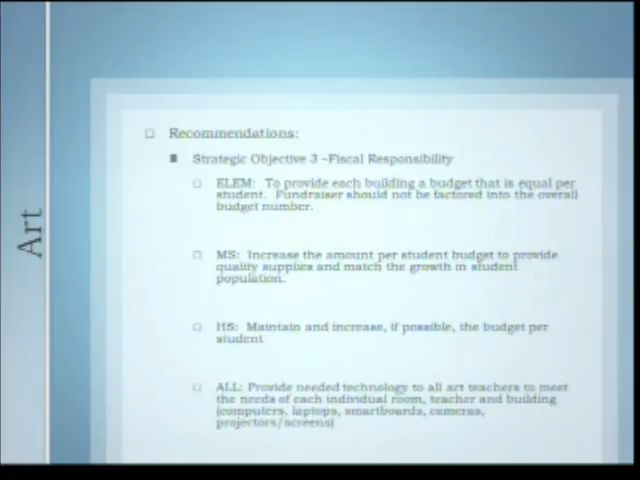 Art
Recommendations:
Strategic Objective 3 –Fiscal Responsibility
ELEM: To provide each building a budget that is equal per
student. Fundraiser should not be factored into the overall
budget number.
MS: Increase the amount per student budget to provide
quality supplies and match the growth in student
population.
HS: Maintain and increase, if possible, the budget per
student
ALL: Provide needed technology to all art teachers to meet
the needs of each individual room, teacher and building
(computers, laptops, smartboards, cameras,
projectors/screens)